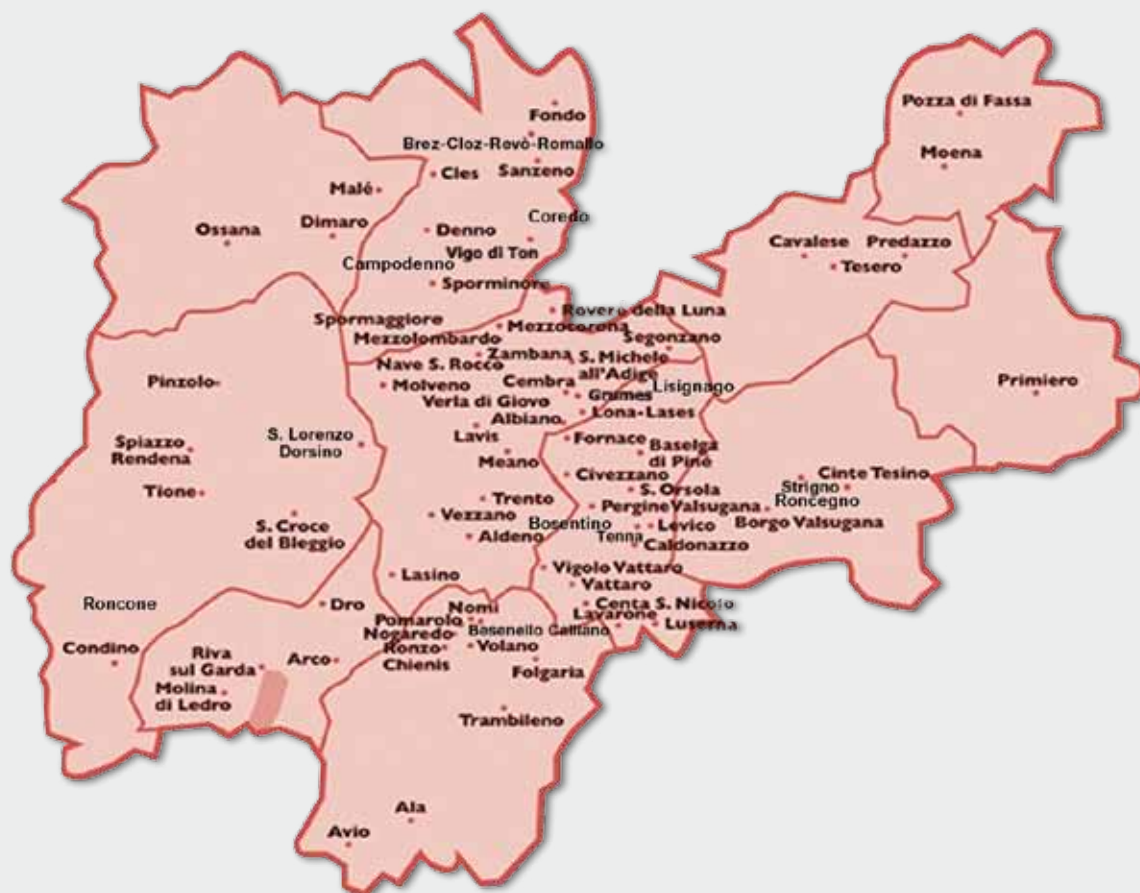 Fondo
Brez-Cloz-Revò-Romallo
Cles
Sanzeno
Malé
Ossana
Dimaro
Denno
Coredo
Vigo di Ton
Campodenno
Sporminore
Pozza di Fassa
Moena
Cavalese
Predazzo
Tesero
Primiero
Spormaggiore
Roverè della Luna
Mezzocorona
Mezzolombardo
Segonzano
Zambana
Nave S. Rocco
S. Michele
all'Adige
Molveno
Cembra
Grumes
Lisignago
Verla di Giovo
Lona-Lases
Albiano
Lavis
Fornace
Baselga
di Piné
Meano
Civezzano
Trento
S. Orsola
Vezzano
Pergine Valsugana
Bosentino
Tenna
Levico
Aldeno
Caldonazzo
Cinte Tesino
Strigno
Roncegno
Borgo Valsugana
Pinzolo
Spiazzo
Rendena
S. Lorenzo
Dorsino
Tione
S. Croce
del Bleggio
Lasino
Vigolo Vattaro
Vattaro
Centa S. Nicolò
Lavarone
Luserna
Roncone
Condino
Dro
Nomi
Pomarolo
Nogaredo
Besenello Calliano
Ronzo
Chienis
Volano
Folgaria
Riva
sul Garda
Arco
Molina
di Ledro
Trambileno
Ala
Avio